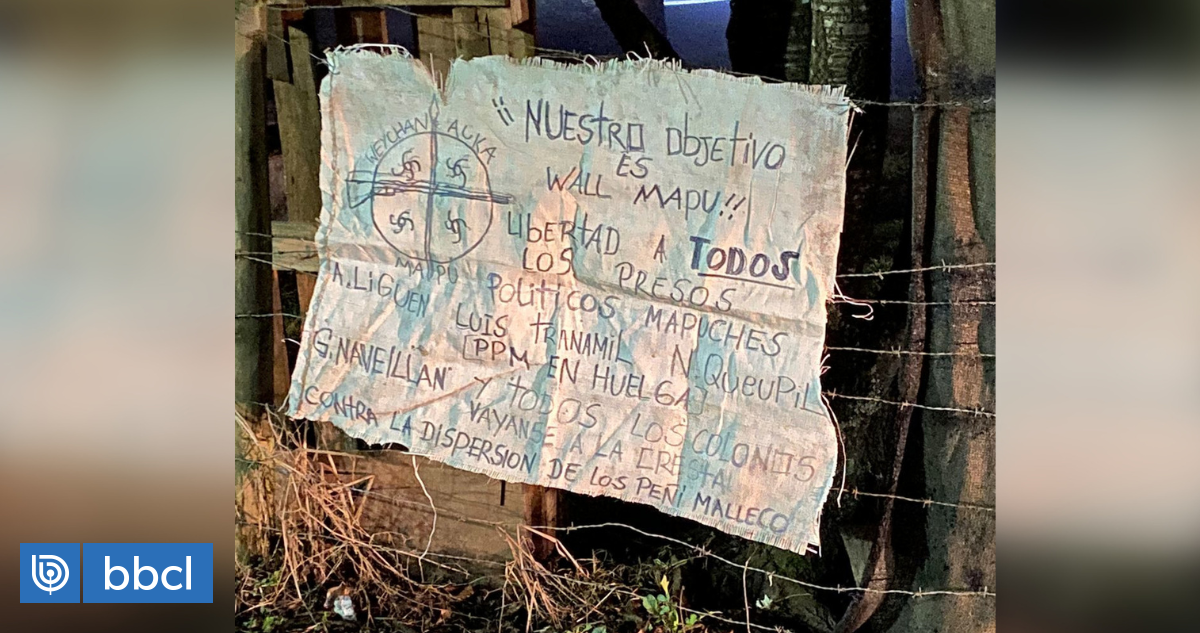 WEYCHAN AUKA
MAPU
"NUESTRO ObjETiVO
ES
WALL MAPU!!
LIBERTAD A TODOS
LOS PRESOS
POLITICOS MAPUCHES
A. LiGUEN LUIS TRANAMIL N. QUEUPIL
[PPM EN HUELGA]
G. NAVEILLAN Y TODOS LOS COLONOS
VAYANSE A LA CRESTA!
CONTRA LA DISPERSION DE LOS PEÑI MALLECO
bbcl